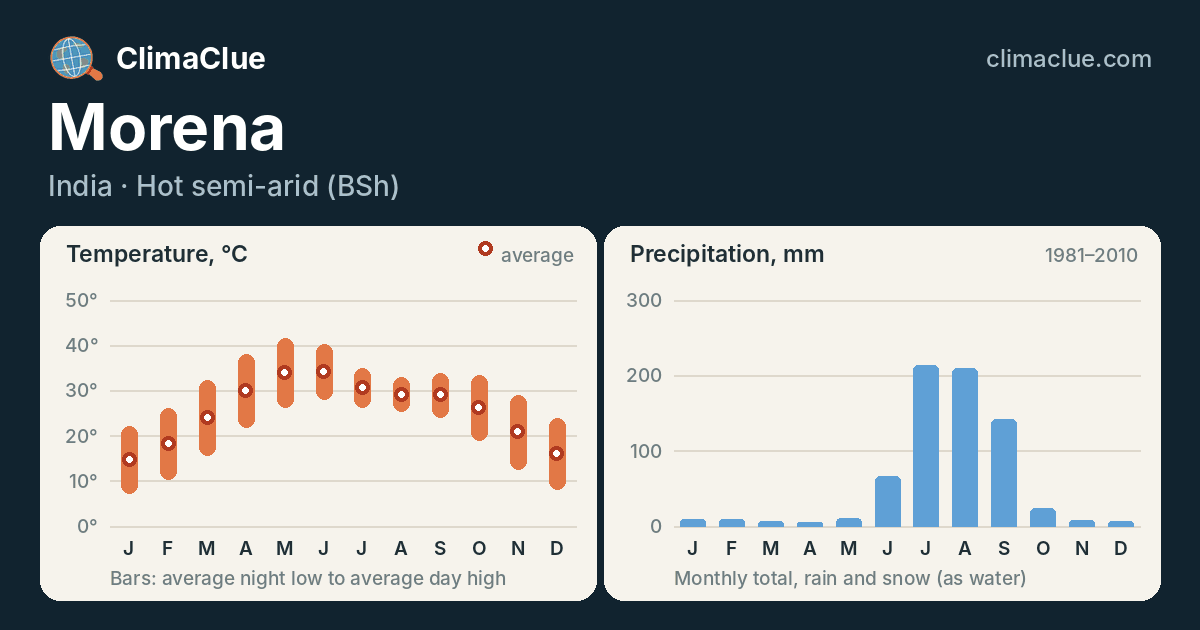 ClimaClue
climaclue.com
Morena
India · Hot semi-arid (BSh)
Temperature, °C
average
50°
40°
30°
20°
10°
0°
J F M A M J J A S O N D
Bars: average night low to average day high
Precipitation, mm
1981–2010
300
200
100
0
J F M A M J J A S O N D
Monthly total, rain and snow (as water)